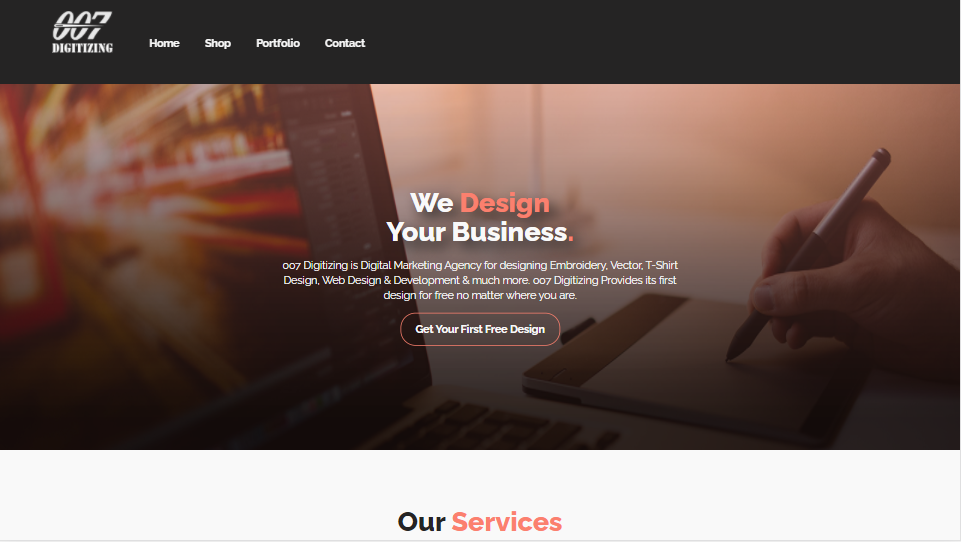 007
DIGITIZING
Home Shop Portfolio Contact
We Design
Your Business.
007 Digitizing is Digital Marketing Agency for designing Embroidery, Vector, T-Shirt
Design, Web Design & Development & much more. 007 Digitizing Provides its first
design for free no matter where you are.
Get Your First Free Design
Our Services